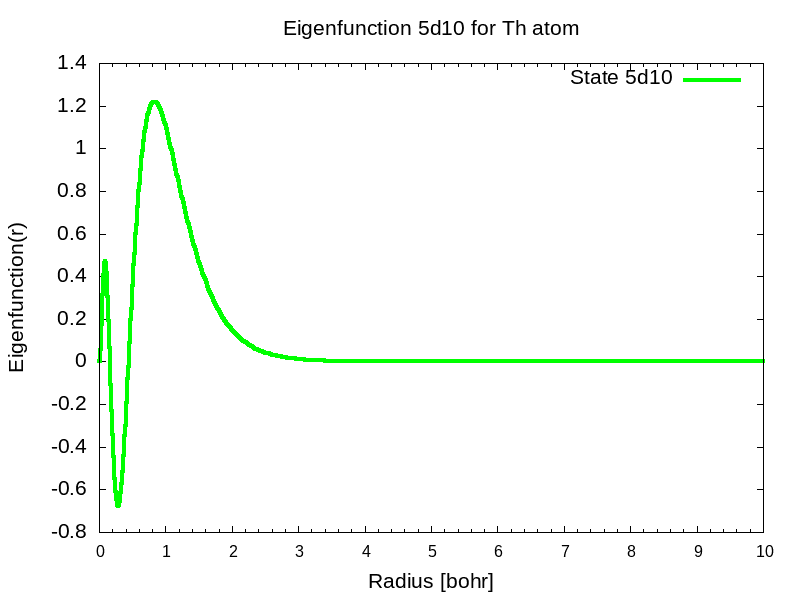 Eigenfunction 5d10 for Th atom
State 5d10
1.4
1.2
1
0.8
0.6
0.4
0.2
0
-0.2
-0.4
-0.6
-0.8
Eigenfunction(r)
0 1 2 3 4 5 6 7 8 9 10
Radius [bohr]